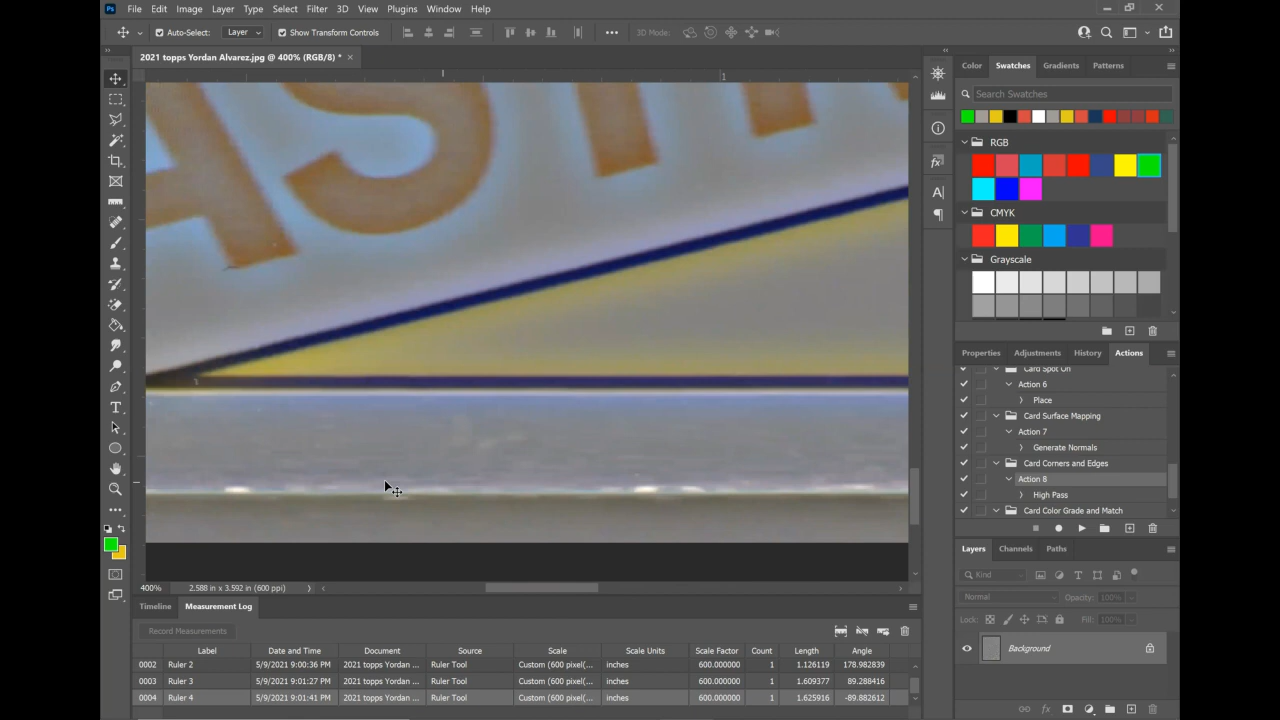 Ps File Edit Image Layer Type Select Filter 3D View Plugins Window Help
Auto-Select: Layer Show Transform Controls 3D Mode:
2021 topps Yordan Alvarez.jpg @ 400% (RGB/8) * ×
1
AST
400% 2.588 in x 3.592 in (600 ppi)
Timeline Measurement Log
Record Measurements
Label Date and Time Document Source Scale Scale Units Scale Factor Count Length Angle
0002 Ruler 2 5/9/2021 9:00:36 PM 2021 topps Yordan ... Ruler Tool Custom (600 pixel(... inches 600.000000 1 1.126119 178.982839
0003 Ruler 3 5/9/2021 9:01:27 PM 2021 topps Yordan ... Ruler Tool Custom (600 pixel(... inches 600.000000 1 1.609377 89.288416
0004 Ruler 4 5/9/2021 9:01:41 PM 2021 topps Yordan ... Ruler Tool Custom (600 pixel(... inches 600.000000 1 1.625916 -89.882612
Color Swatches Gradients Patterns
Search Swatches
RGB
CMYK
Grayscale
Properties Adjustments History Actions
Card Spot On
Action 6
Place
Card Surface Mapping
Action 7
Generate Normals
Card Corners and Edges
Action 8
High Pass
Card Color Grade and Match
Layers Channels Paths
Kind
Normal Opacity: 100%
Lock: Fill: 100%
Background